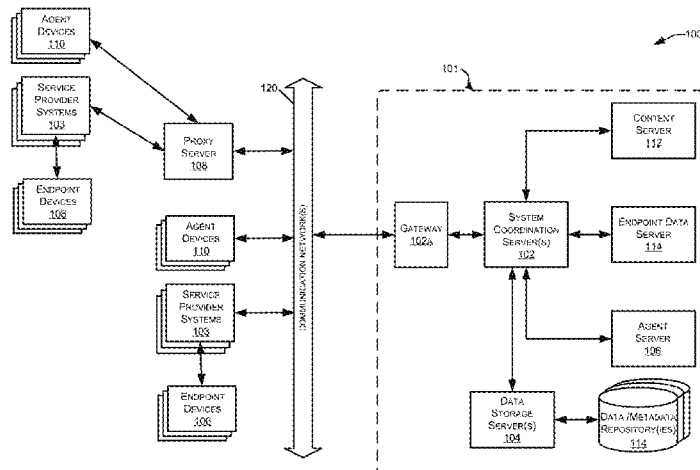 AGENT
DEVICES
110
SERVICE
PROVIDER
SYSTEMS
103
ENDPOINT
DEVICES
106
PROXY
SERVER
108
AGENT
DEVICES
110
SERVICE
PROVIDER
SYSTEMS
103
ENDPOINT
DEVICES
106
120
COMMUNICATION NETWORK(S)
100
101
GATEWAY
102A
SYSTEM
COORDINATION
SERVER(S)
102
CONTENT
SERVER
112
ENDPOINT DATA
SERVER
114
AGENT
SERVER
106
DATA
STORAGE
SERVER(S)
104
DATA /METADATA
REPOSITORY(IES)
114